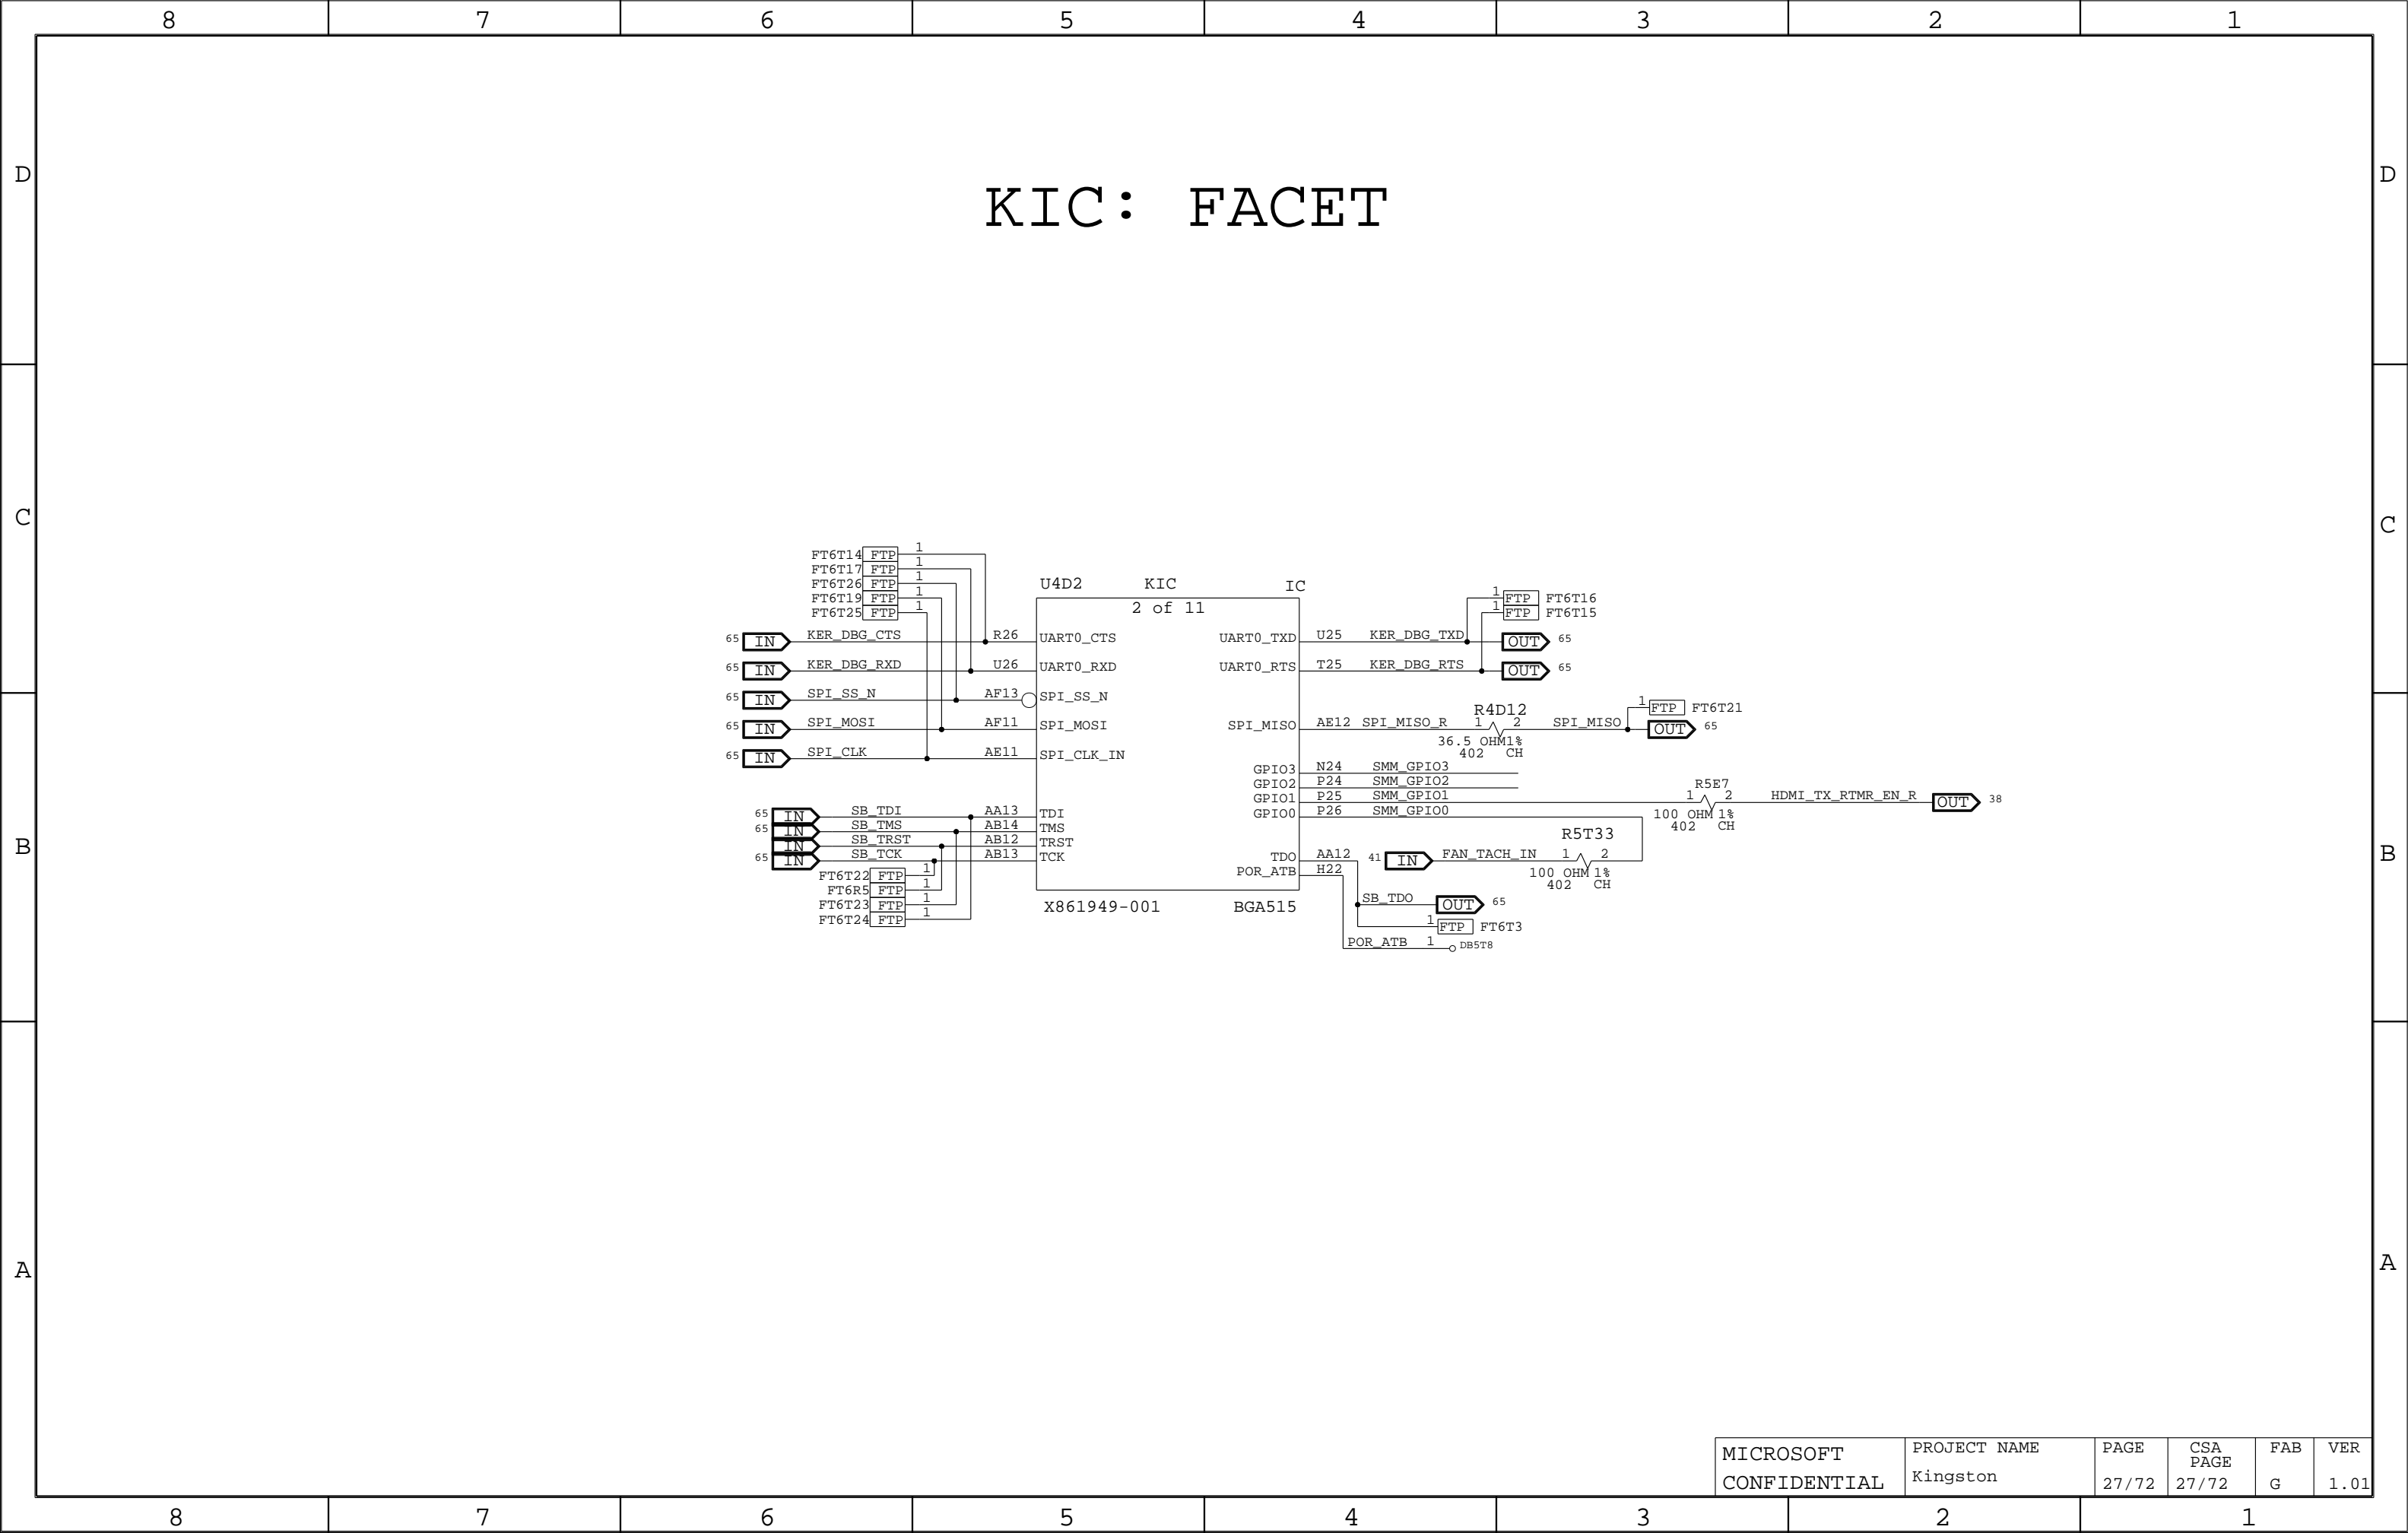 8 7 6 5 4 3 2 1
D D
KIC: FACET
C C
FT6T14 FTP 1
FT6T17 FTP 1
FT6T26 FTP 1
FT6T19 FTP 1
FT6T25 FTP 1
U4D2 KIC IC
2 of 11
1 FTP FT6T16
1 FTP FT6T15
65 IN KER_DBG_CTS R26 UART0_CTS UART0_TXD U25 KER_DBG_TXD OUT 65
65 IN KER_DBG_RXD U26 UART0_RXD UART0_RTS T25 KER_DBG_RTS OUT 65
65 IN SPI_SS_N AF13 SPI_SS_N
1 FTP FT6T21
R4D12
65 IN SPI_MOSI AF11 SPI_MOSI SPI_MISO AE12 SPI_MISO_R 1 2 SPI_MISO OUT 65
36.5 OHM 1%
402 CH
65 IN SPI_CLK AE11 SPI_CLK_IN
GPIO3 N24 SMM_GPIO3
GPIO2 P24 SMM_GPIO2
R5E7
GPIO1 P25 SMM_GPIO1 1 2 HDMI_TX_RTMR_EN_R OUT 38
100 OHM 1%
402 CH
GPIO0 P26 SMM_GPIO0
65 IN SB_TDI AA13 TDI
65 IN SB_TMS AB14 TMS
IN SB_TRST AB12 TRST
65 IN SB_TCK AB13 TCK
B B
R5T33
TDO AA12 41 IN FAN_TACH_IN 1 2
100 OHM 1%
402 CH
POR_ATB H22
FT6T22 FTP 1
FT6R5 FTP 1
FT6T23 FTP 1
FT6T24 FTP 1
X861949-001 BGA515
SB_TDO OUT 65
1 FTP FT6T3
POR_ATB 1 DB5T8
A A
MICROSOFT
CONFIDENTIAL
PROJECT NAME
Kingston
PAGE
27/72
CSA
PAGE
27/72
FAB
G
VER
1.01
8 7 6 5 4 3 2 1